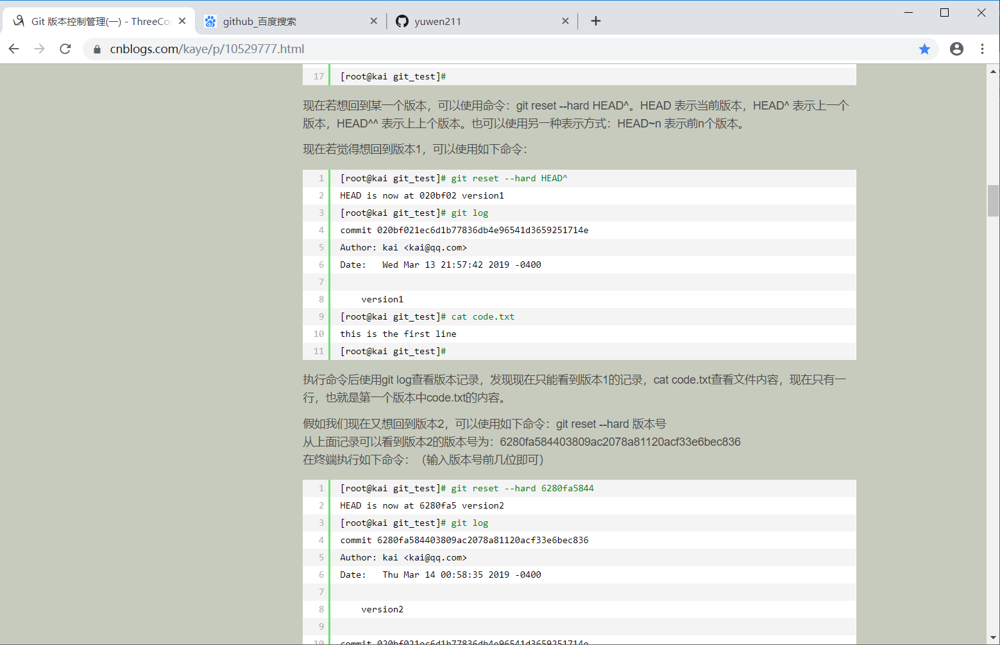 Git 版本控制管理(一) - ThreeCo
github_百度搜索
yuwen211
cnblogs.com/kaye/p/10529777.html
17 [root@kai git_test]#
现在若想回到某一个版本，可以使用命令：git reset --hard HEAD^。HEAD 表示当前版本，HEAD^ 表示上一个
版本，HEAD^^ 表示上上个版本。也可以使用另一种表示方式：HEAD~n 表示前n个版本。
现在若觉得想回到版本1，可以使用如下命令：
1 [root@kai git_test]# git reset --hard HEAD^
2 HEAD is now at 020bf02 version1
3 [root@kai git_test]# git log
4 commit 020bf021ec6d1b77836db4e96541d3659251714e
5 Author: kai <kai@qq.com>
6 Date:   Wed Mar 13 21:57:42 2019 -0400
7
8     version1
9 [root@kai git_test]# cat code.txt
10 this is the first line
11 [root@kai git_test]#
执行命令后使用git log查看版本记录，发现现在只能看到版本1的记录，cat code.txt查看文件内容，现在只有一
行，也就是第一个版本中code.txt的内容。
假如我们现在又想回到版本2，可以使用如下命令：git reset --hard 版本号
从上面记录可以看到版本2的版本号为：6280fa584403809ac2078a81120acf33e6bec836
在终端执行如下命令：（输入版本号前几位即可）
1 [root@kai git_test]# git reset --hard 6280fa5844
2 HEAD is now at 6280fa5 version2
3 [root@kai git_test]# git log
4 commit 6280fa584403809ac2078a81120acf33e6bec836
5 Author: kai <kai@qq.com>
6 Date:   Thu Mar 14 00:58:35 2019 -0400
7
8     version2
9
10 commit 020bf021ec6d1b77836db4e96541d3659251714e